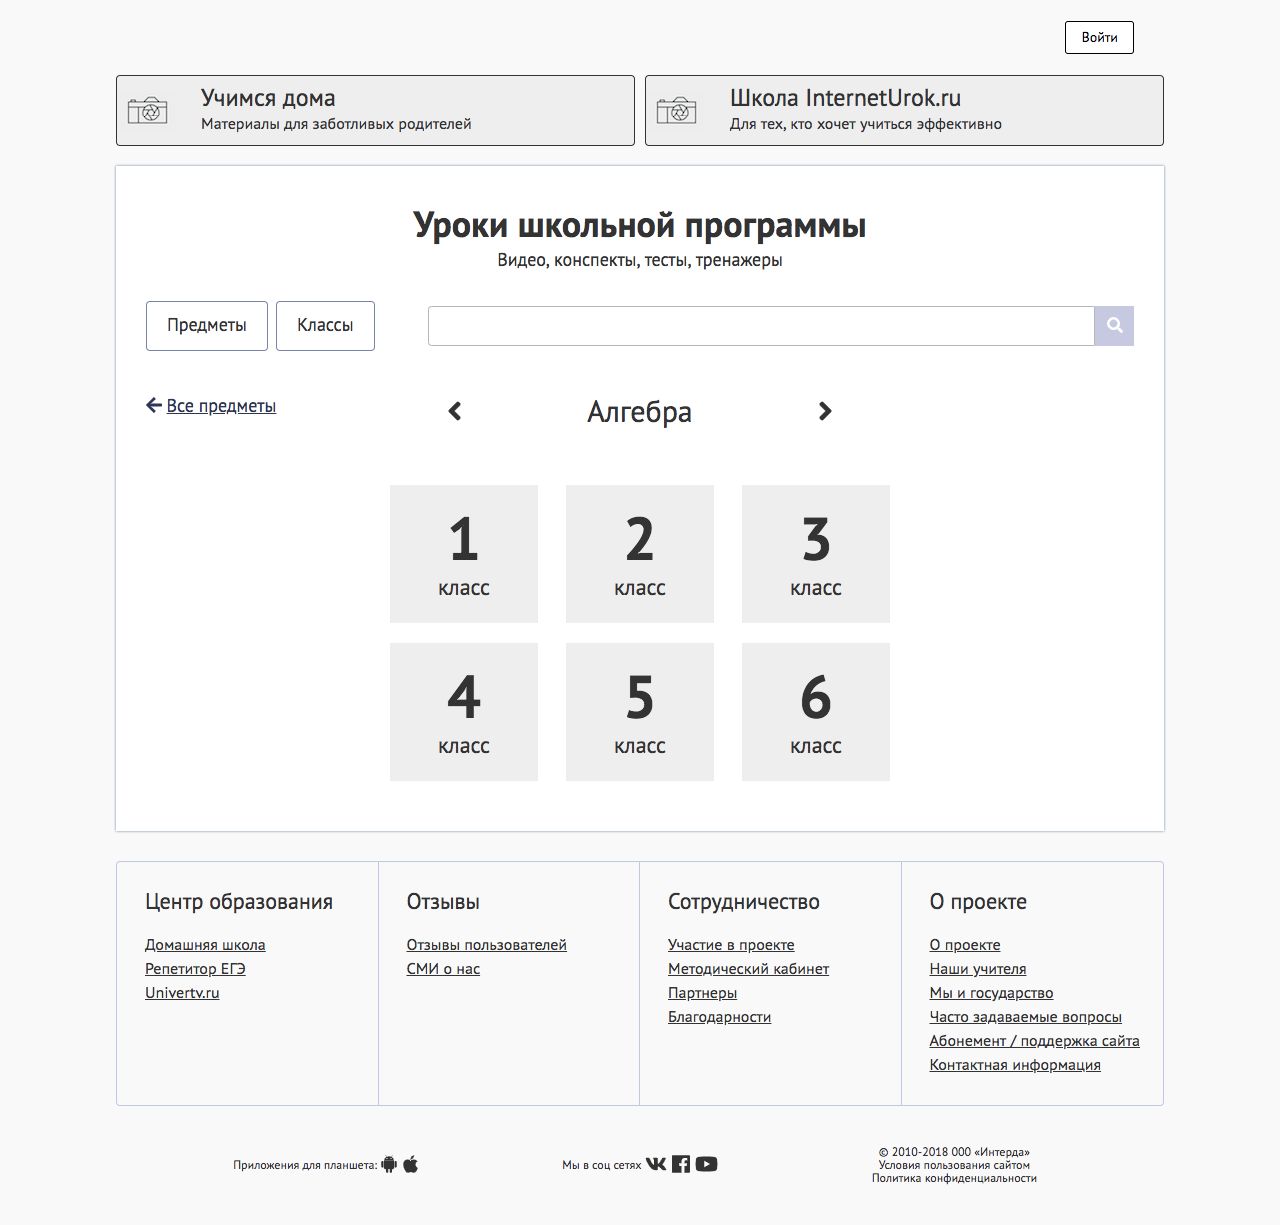 Войти
Учимся дома
Материалы для заботливых родителей
Школа InternetUrok.ru
Для тех, кто хочет учиться эффективно
Уроки школьной программы
Видео, конспекты, тесты, тренажеры
Предметы
Классы
Все предметы
Алгебра
1
класс
2
класс
3
класс
4
класс
5
класс
6
класс
Центр образования
Домашняя школа
Репетитор ЕГЭ
Univertv.ru
Отзывы
Отзывы пользователей
СМИ о нас
Сотрудничество
Участие в проекте
Методический кабинет
Партнеры
Благодарности
О проекте
О проекте
Наши учителя
Мы и государство
Часто задаваемые вопросы
Абонемент / поддержка сайта
Контактная информация
Приложения для планшета:
Мы в соц сетях
© 2010-2018 ООО «Интерда»
Условия пользования сайтом
Политика конфиденциальности